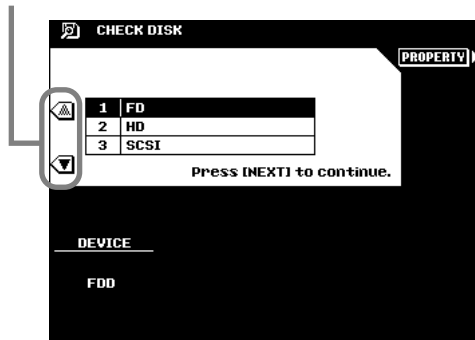 CHECK DISK
PROPERTY
1 FD
2 HD
3 SCSI
Press [NEXT] to continue.
DEVICE
FDD